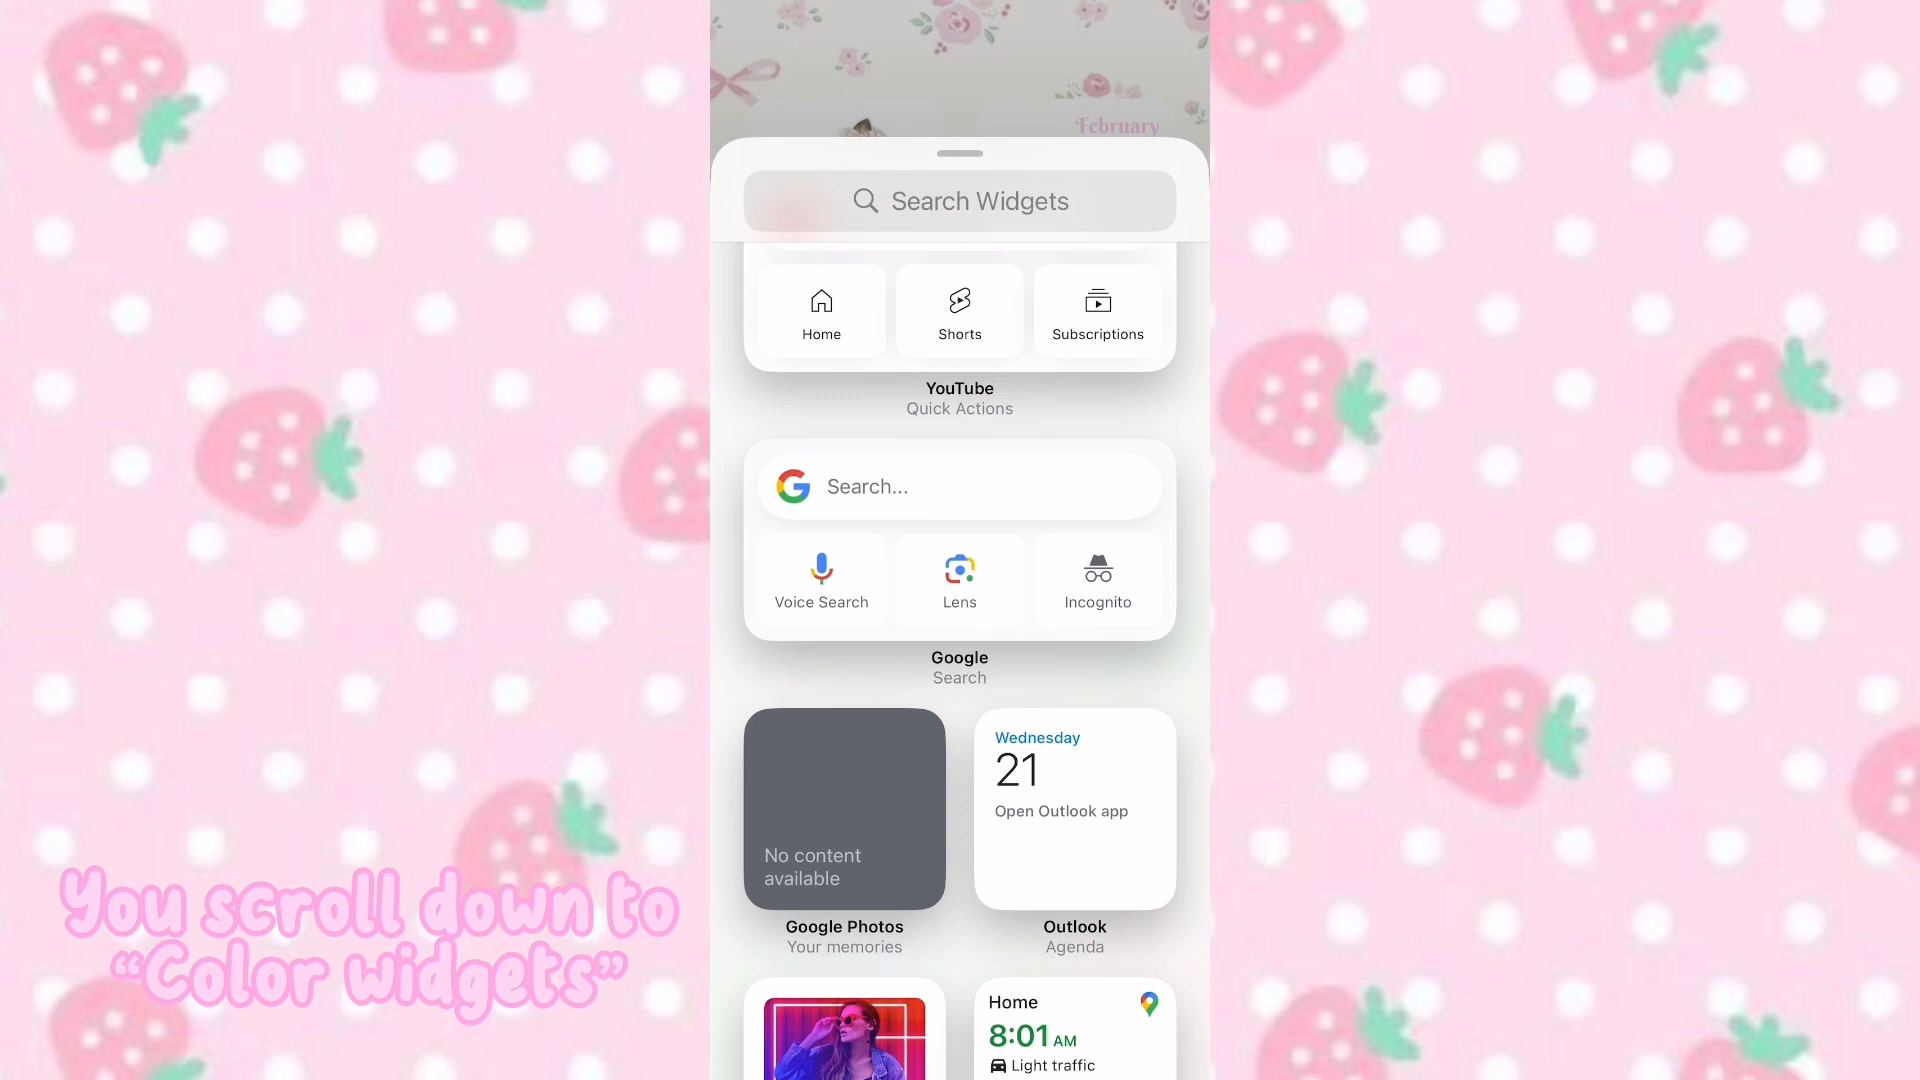 February
Search Widgets
Home
Shorts
Subscriptions
YouTube
Quick Actions
Search...
Voice Search
Lens
Incognito
Google
Search
No content
available
Google Photos
Your memories
Wednesday
21
Open Outlook app
Outlook
Agenda
Home
8:01 AM
Light traffic
You scroll down to
“Color widgets”